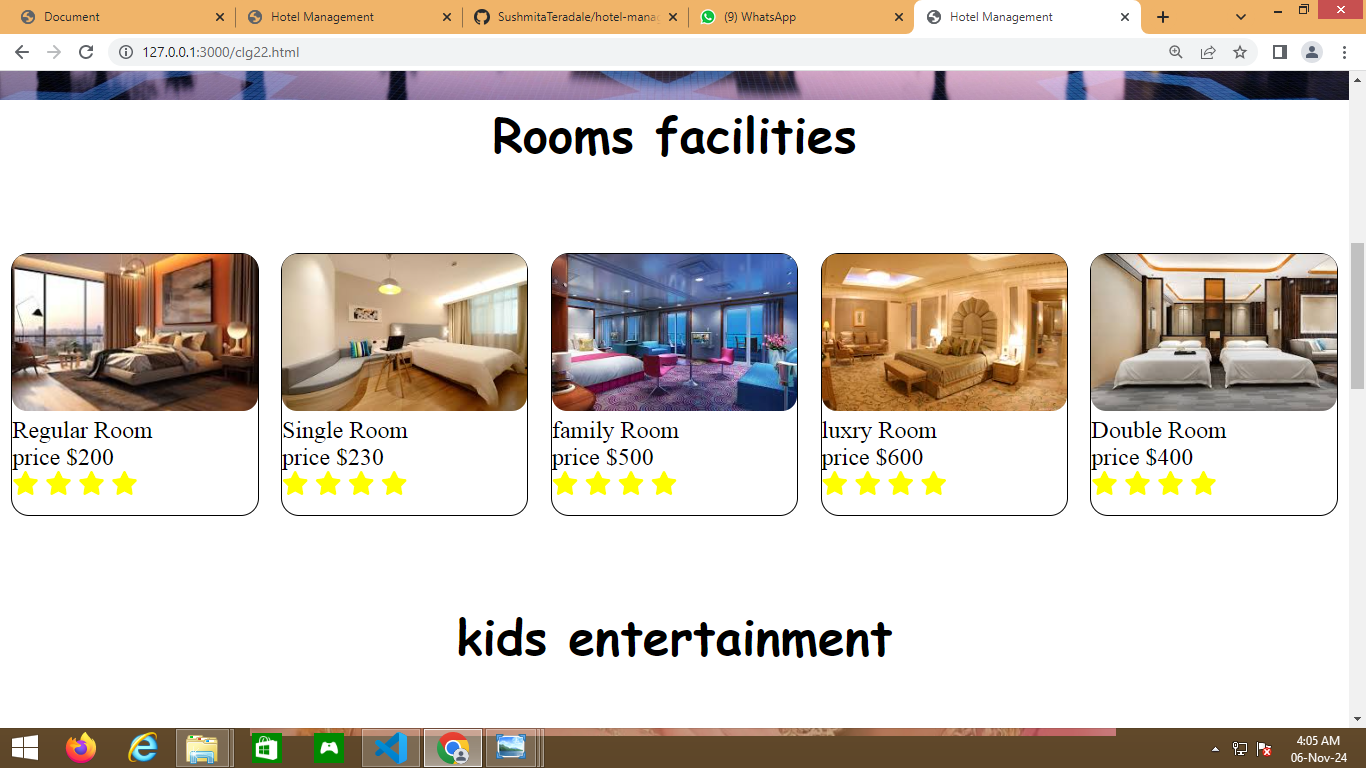 Document
Hotel Management
SushmitaTeradale/hotel-manag
(9) WhatsApp
Hotel Management
127.0.0.1:3000/clg22.html
Rooms facilities
Regular Room
price $200
Single Room
price $230
family Room
price $500
luxry Room
price $600
Double Room
price $400
kids entertainment
4:05 AM
06-Nov-24